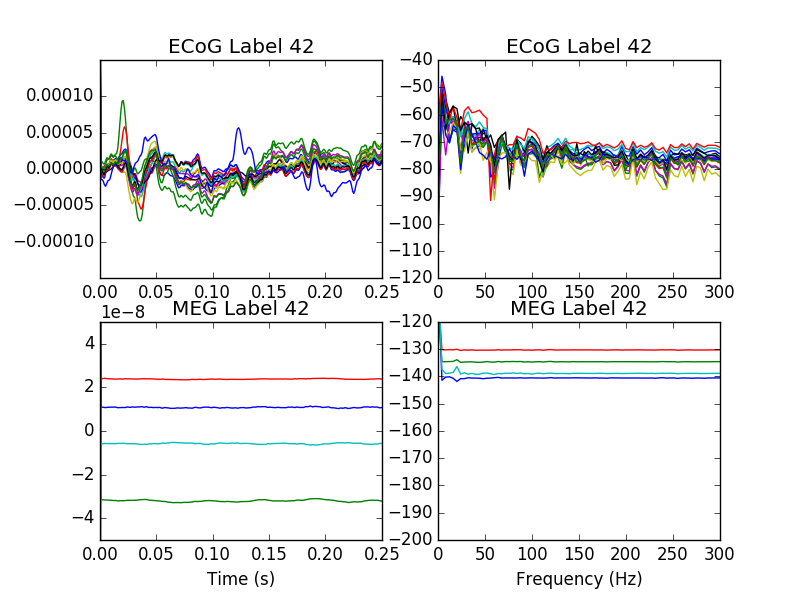 ECoG Label 42
0.00010
0.00005
0.00000
−0.00005
−0.00010
0.00 0.05 0.10 0.15 0.20 0.25
ECoG Label 42
−40
−50
−60
−70
−80
−90
−100
−110
−120
0 50 100 150 200 250 300
MEG Label 42
1e−8
4
2
0
−2
−4
0.00 0.05 0.10 0.15 0.20 0.25
Time (s)
MEG Label 42
−120
−130
−140
−150
−160
−170
−180
−190
−200
0 50 100 150 200 250 300
Frequency (Hz)